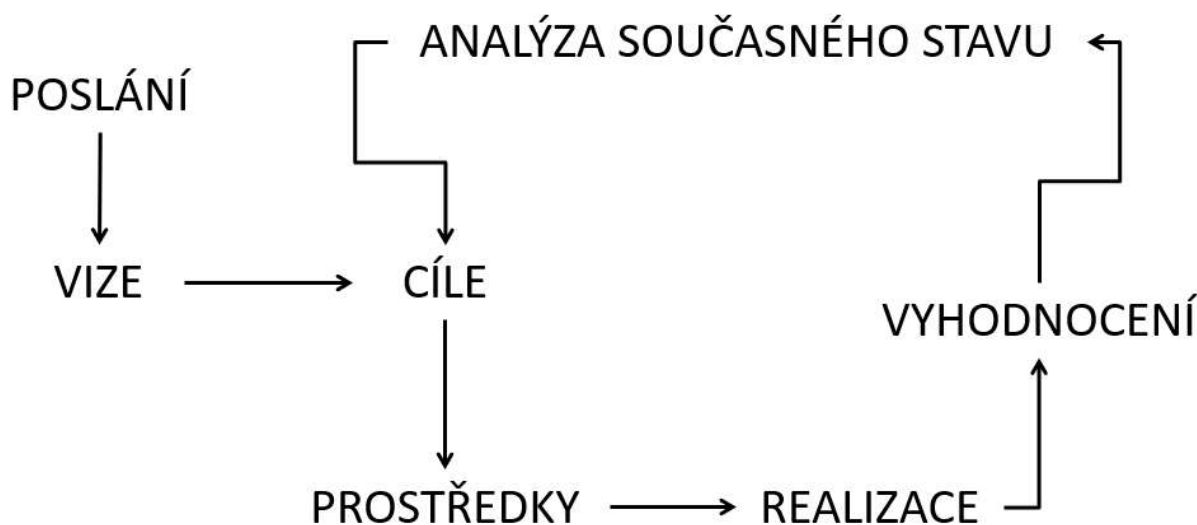 ANALÝZA SOUČASNÉHO STAVU
POSLÁNÍ
VIZE
CÍLE
VYHODNOCENÍ
PROSTŘEDKY
REALIZACE